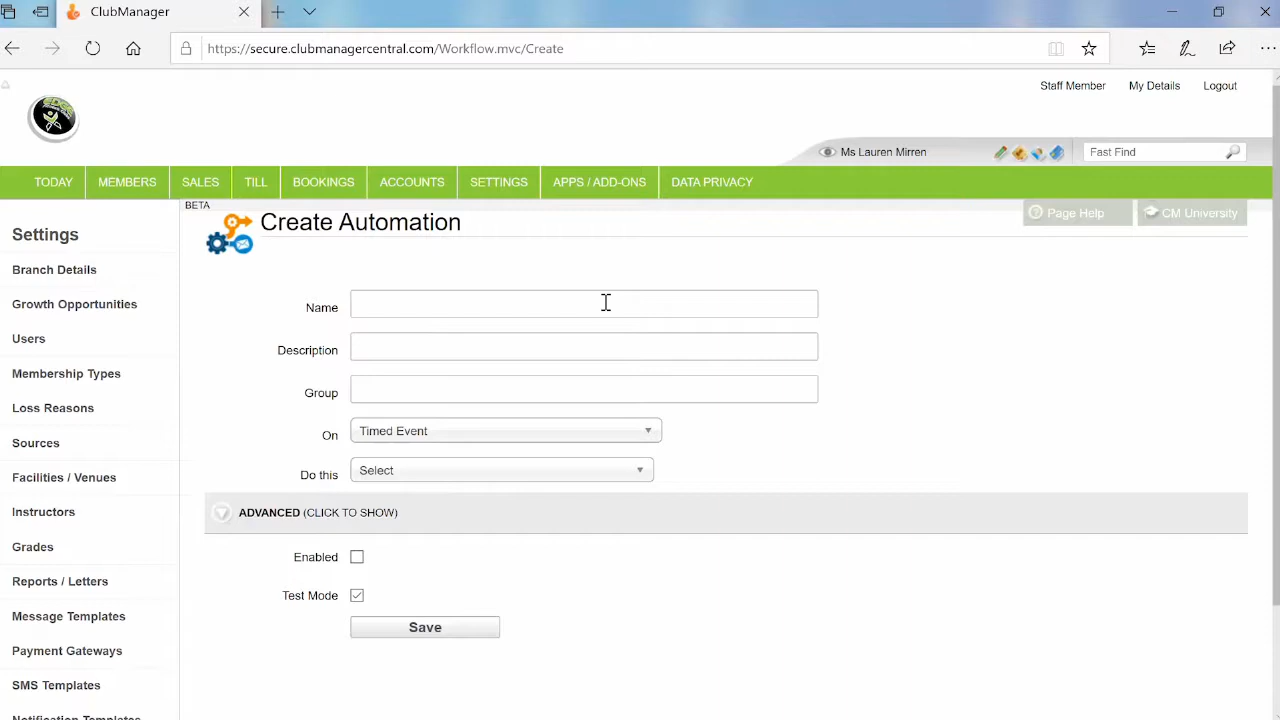 ClubManager
https://secure.clubmanagercentral.com/Workflow.mvc/Create
Staff Member My Details Logout
EDGE
Ms Lauren Mirren Fast Find
TODAY MEMBERS SALES TILL BOOKINGS ACCOUNTS SETTINGS APPS / ADD-ONS DATA PRIVACY
BETA
Create Automation
Page Help CM University
Settings
Branch Details
Growth Opportunities
Users
Membership Types
Loss Reasons
Sources
Facilities / Venues
Instructors
Grades
Reports / Letters
Message Templates
Payment Gateways
SMS Templates
Notification Templates
Name
Description
Group
On Timed Event
Do this Select
ADVANCED (CLICK TO SHOW)
Enabled
Test Mode
Save